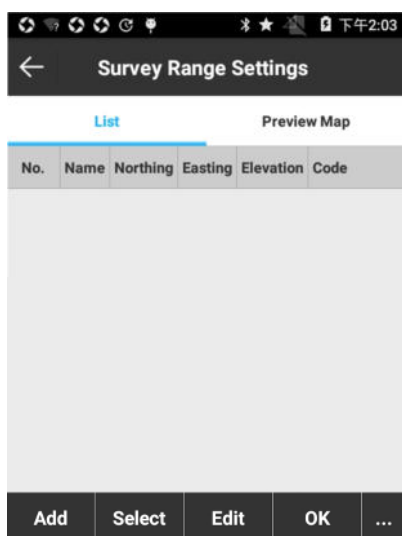 下午2:03
Survey Range Settings
List Preview Map
No. Name Northing Easting Elevation Code
Add Select Edit OK ...